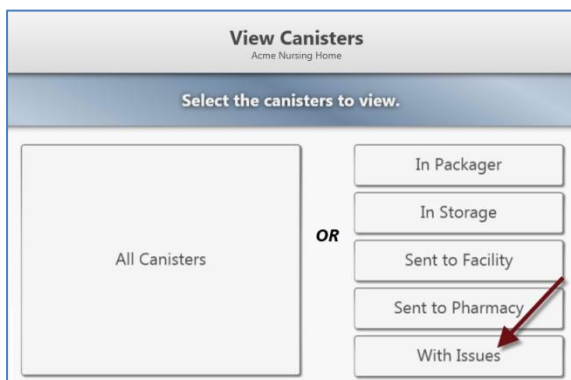 View Canisters
Acme Nursing Home
Select the canisters to view.
All Canisters
OR
In Packager
In Storage
Sent to Facility
Sent to Pharmacy
With Issues